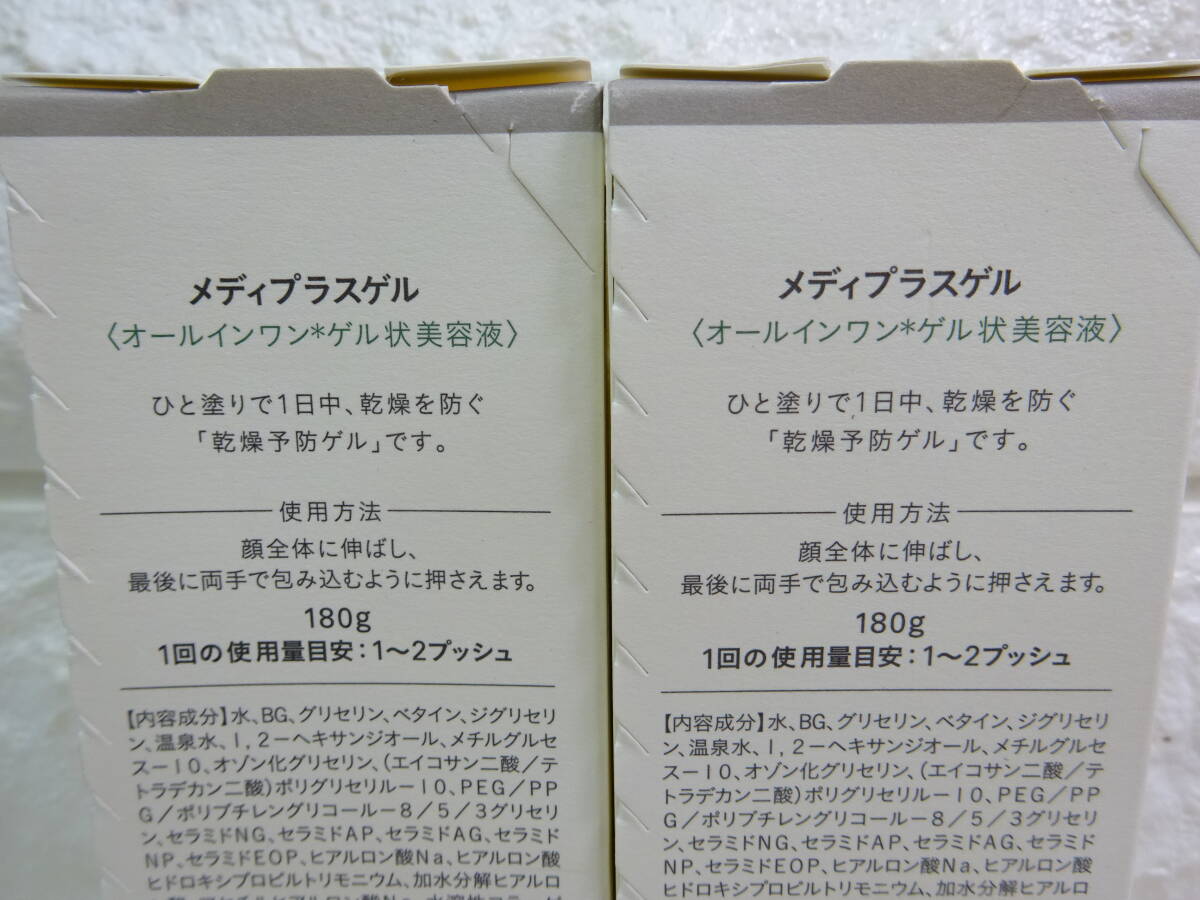 メディプラスゲル
〈オールインワン*ゲル状美容液〉
ひと塗りで1日中、乾燥を防ぐ
「乾燥予防ゲル」です。
使用方法
顔全体に伸ばし、
最後に両手で包み込むように押さえます。
180g
1回の使用量目安：1〜2プッシュ
【内容成分】水、BG、グリセリン、ベタイン、ジグリセリ
ン、温泉水、1,2−ヘキサンジオール、メチルグルセ
ス−10、オゾン化グリセリン、(エイコサン二酸／テ
トラデカン二酸)ポリグリセリル−10、PEG／PP
G／ポリブチレングリコール−8／5／3グリセリ
ン、セラミドNG、セラミドAP、セラミドAG、セラミド
NP、セラミドEOP、ヒアルロン酸Na、ヒアルロン酸
ヒドロキシプロピルトリモニウム、加水分解ヒアルロ
メディプラスゲル
〈オールインワン*ゲル状美容液〉
ひと塗りで1日中、乾燥を防ぐ
「乾燥予防ゲル」です。
使用方法
顔全体に伸ばし、
最後に両手で包み込むように押さえます。
180g
1回の使用量目安：1〜2プッシュ
【内容成分】水、BG、グリセリン、ベタイン、ジグリセリ
ン、温泉水、1,2−ヘキサンジオール、メチルグルセ
ス−10、オゾン化グリセリン、(エイコサン二酸／テ
トラデカン二酸)ポリグリセリル−10、PEG／PP
G／ポリブチレングリコール−8／5／3グリセリ
ン、セラミドNG、セラミドAP、セラミドAG、セラミド
NP、セラミドEOP、ヒアルロン酸Na、ヒアルロン酸
ヒドロキシプロピルトリモニウム、加水分解ヒアルロ